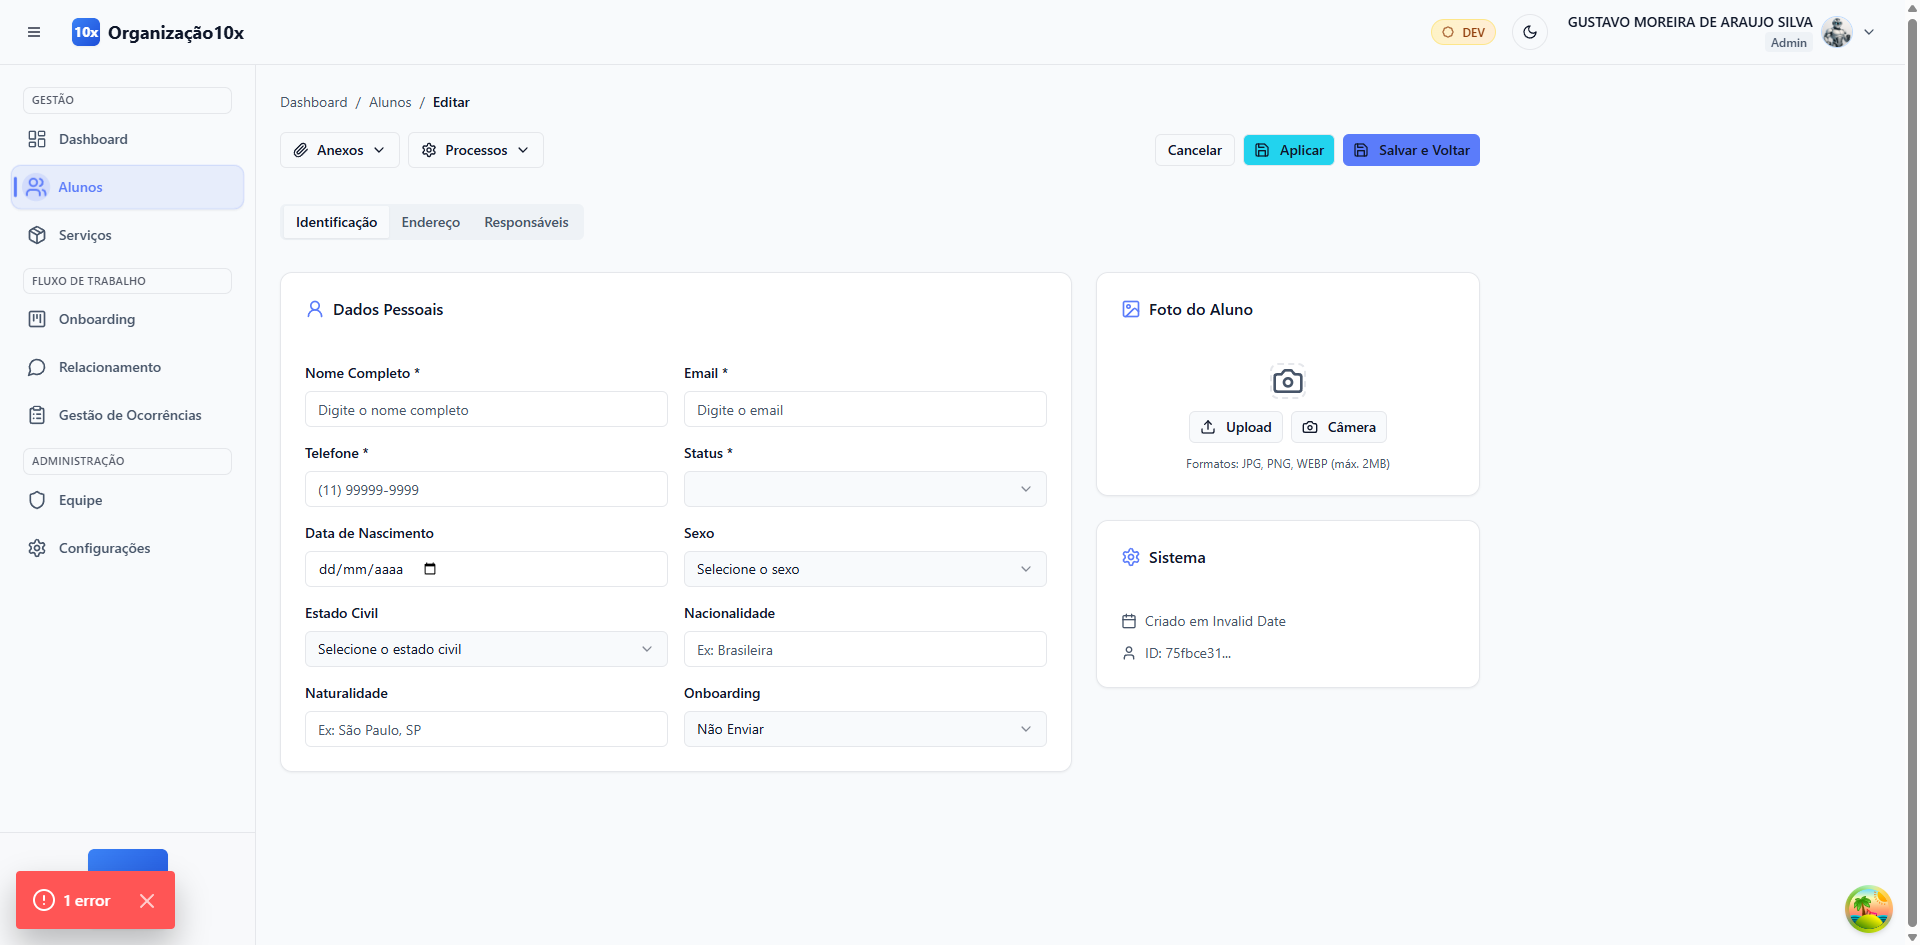 10x Organização10x
DEV
GUSTAVO MOREIRA DE ARAUJO SILVA
Admin
GESTÃO
Dashboard
Alunos
Serviços
FLUXO DE TRABALHO
Onboarding
Relacionamento
Gestão de Ocorrências
ADMINISTRAÇÃO
Equipe
Configurações
1 error
Dashboard / Alunos / Editar
Anexos
Processos
Cancelar
Aplicar
Salvar e Voltar
Identificação
Endereço
Responsáveis
Dados Pessoais
Nome Completo *
Digite o nome completo
Email *
Digite o email
Telefone *
(11) 99999-9999
Status *
Data de Nascimento
dd/mm/aaaa
Sexo
Selecione o sexo
Estado Civil
Selecione o estado civil
Nacionalidade
Ex: Brasileira
Naturalidade
Ex: São Paulo, SP
Onboarding
Não Enviar
Foto do Aluno
Upload
Câmera
Formatos: JPG, PNG, WEBP (máx. 2MB)
Sistema
Criado em Invalid Date
ID: 75fbce31...